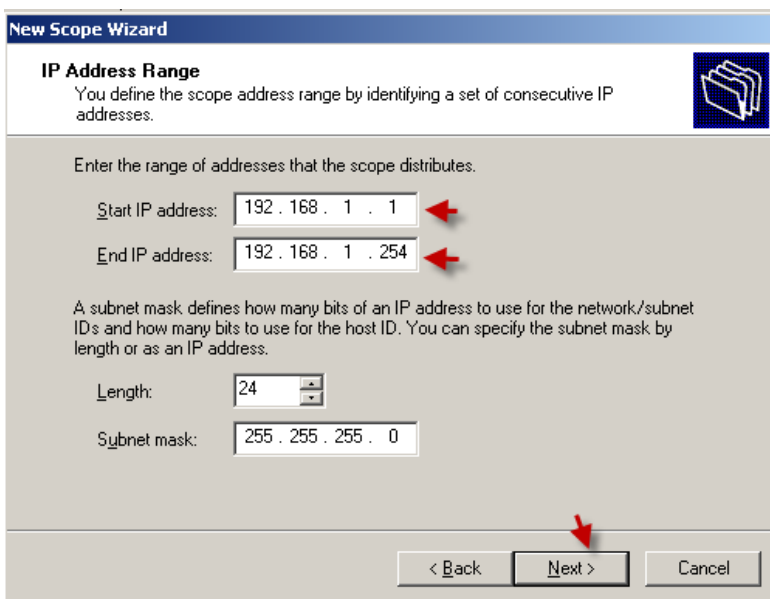 New Scope Wizard
IP Address Range
You define the scope address range by identifying a set of consecutive IP
addresses.
Enter the range of addresses that the scope distributes.
Start IP address: 192 . 168 . 1 . 1
End IP address: 192 . 168 . 1 . 254
A subnet mask defines how many bits of an IP address to use for the network/subnet
IDs and how many bits to use for the host ID. You can specify the subnet mask by
length or as an IP address.
Length: 24
Subnet mask: 255 . 255 . 255 . 0
< Back Next > Cancel